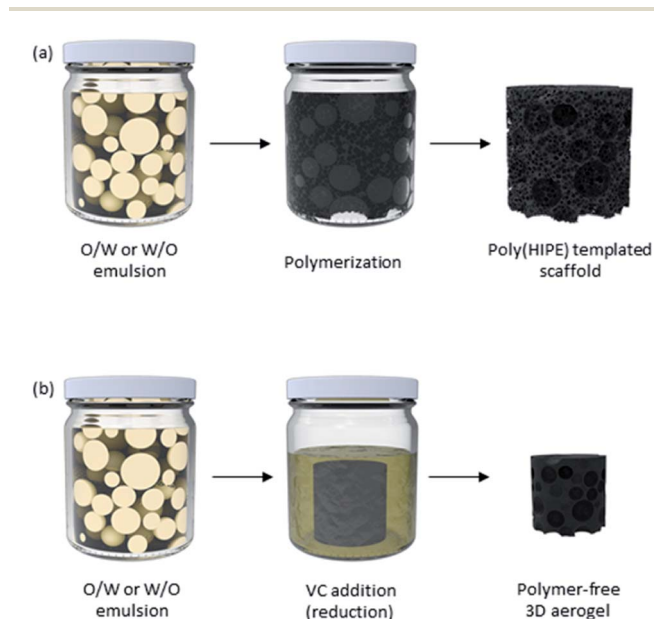 (a)
O/W or W/O
emulsion
Polymerization
Poly(HIPE) templated
scaffold
(b)
O/W or W/O
emulsion
VC addition
(reduction)
Polymer-free
3D aerogel